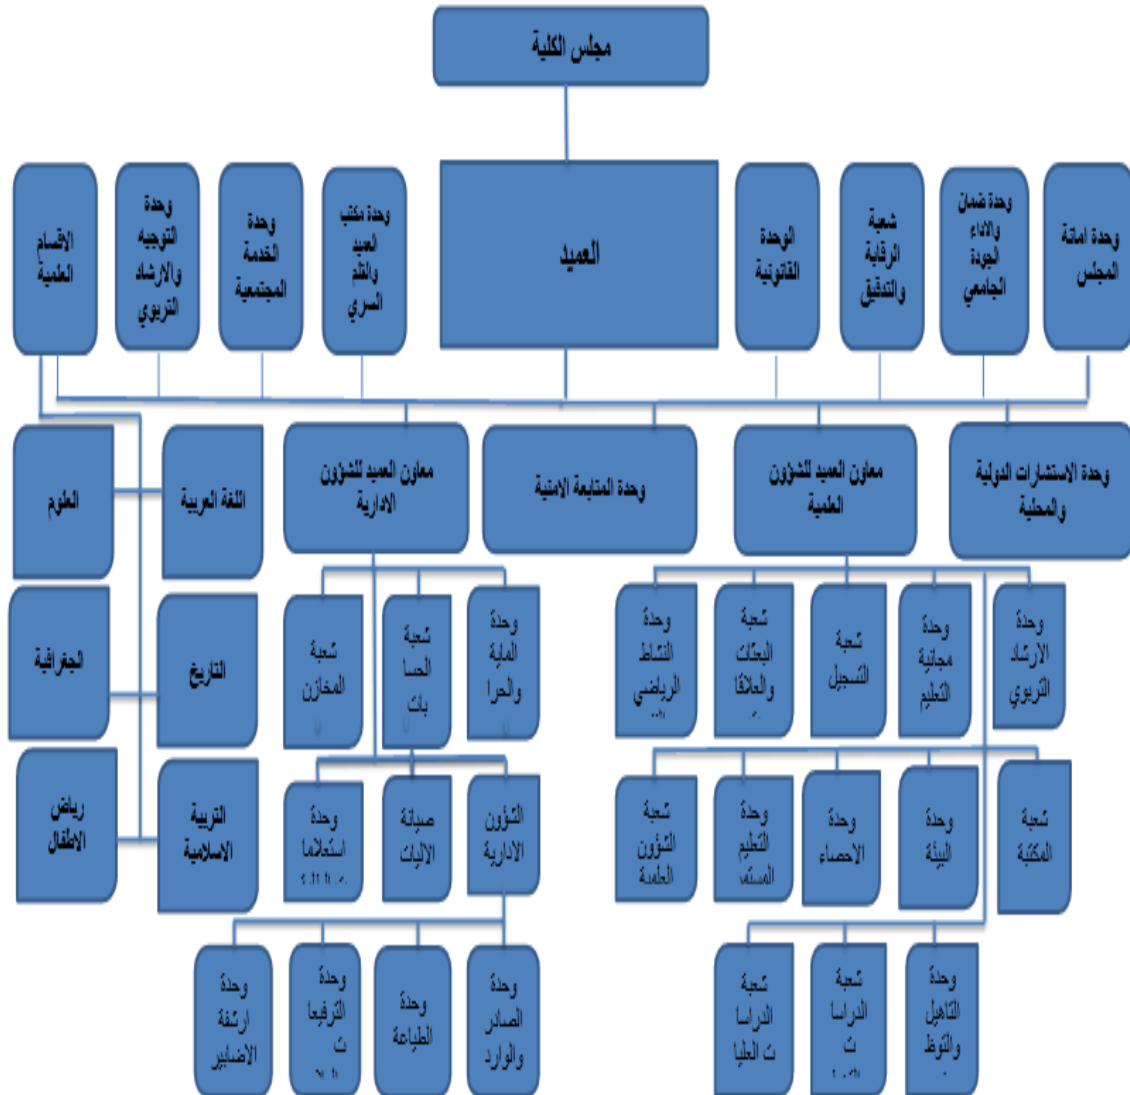 مجلس الكلية
وحدة امانة
المجلس
وحدة ضمان
والاداء
الجودة
الجامعي
شعبة
الرقابة
والتدقيق
الوحدة
القانونية
العميد
وحدة مكتب
العميد
والقلم
السري
وحدة
الخدمة
المجتمعية
وحدة
التوجيه
والارشاد
التربوي
الاقسام
العلمية
وحدة الاستشارات الدولية
والمحلية
معاون العميد للشؤون
العلمية
وحدة المتابعة الامنية
معاون العميد للشؤون
الادارية
اللغة العربية
العلوم
التاريخ
الجغرافية
التربية
الاسلامية
رياض
الاطفال
وحدة
الارشاد
التربوي
وحدة
مجانية
التعليم
شعبة
التسجيل
شعبة
البعثات
والعلاقا
وحدة
النشاط
الرياضي
وحدة
الماية
والحرا
شعبة
الحسا
بات
شعبة
المخازن
شعبة
المكتبة
وحدة
البيئة
وحدة
الاحصاء
وحدة
التعليم
المستم
شعبة
الشؤون
العلمية
الشؤون
الادارية
صيانة
الاليات
وحدة
استعلاما
وحدة
التاهيل
والتوظ
شعبة
الدراسا
ت
شعبة
الدراسا
ت العليا
وحدة
الصادر
والوارد
وحدة
الطباعة
وحدة
الترفيعا
ت
وحدة
ارشفة
الاضابير